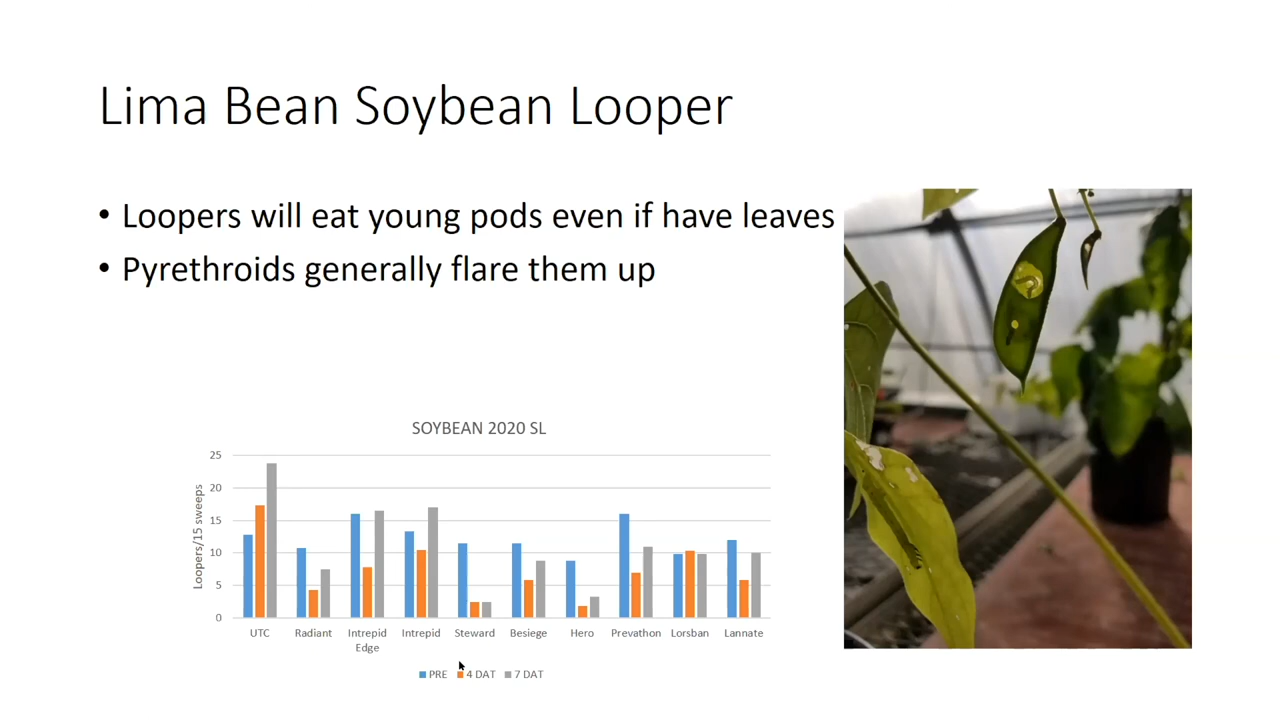 Lima Bean Soybean Looper
• Loopers will eat young pods even if have leaves
• Pyrethroids generally flare them up
SOYBEAN 2020 SL
Loopers/15 sweeps
25
20
15
10
5
0
UTC Radiant Intrepid Edge Intrepid Steward Besiege Hero Prevathon Lorsban Lannate
PRE 4 DAT 7 DAT